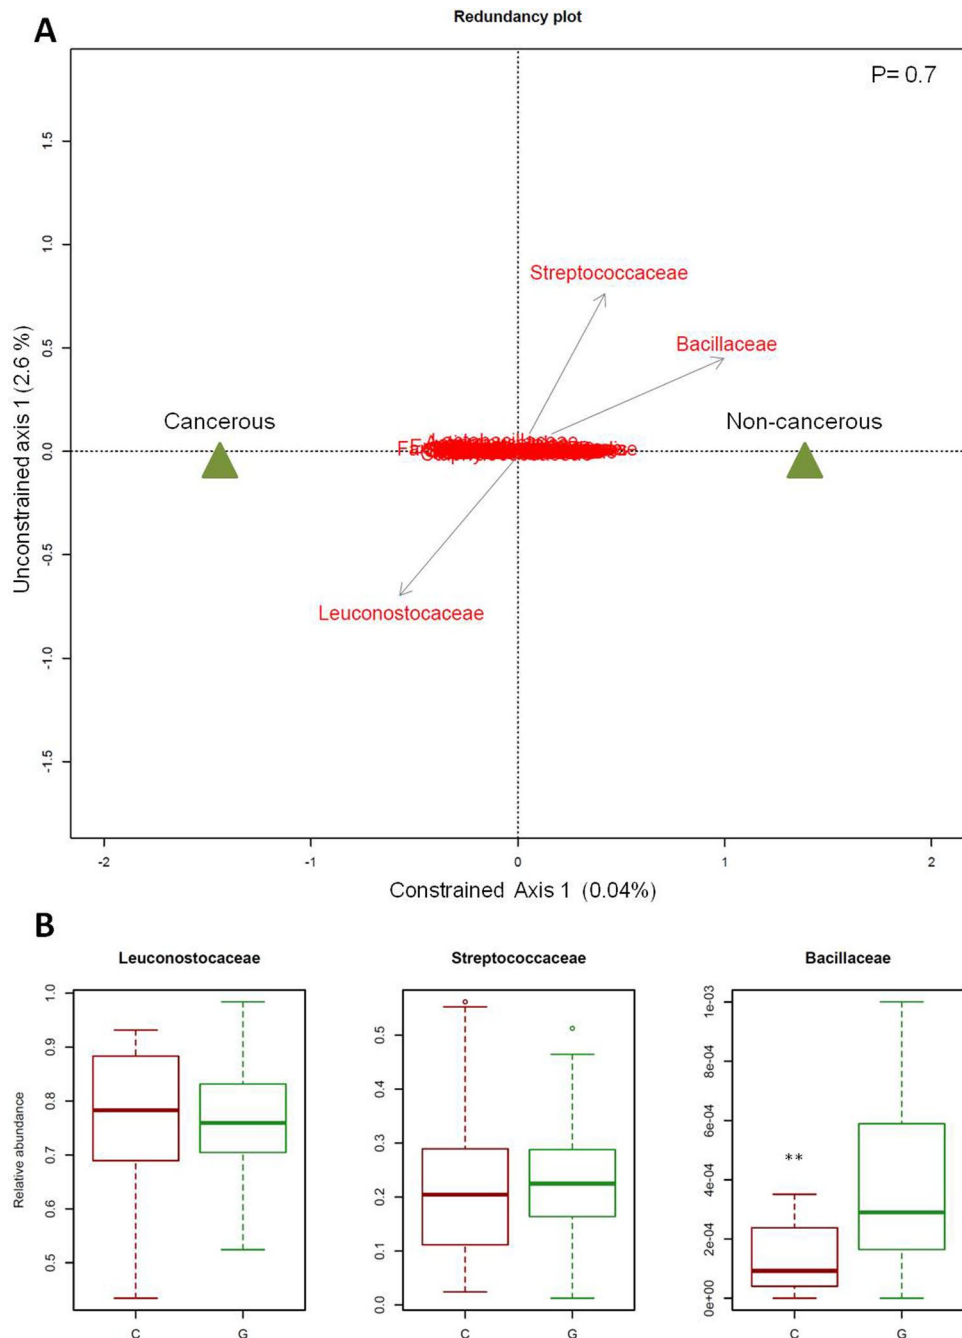 Redundancy plot
A
P= 0.7
1.5
1.0
0.5
0.0
-0.5
-1.0
-1.5
Unconstrained axis 1 (2.6 %)
Streptococcaceae
Bacillaceae
Cancerous
Non-cancerous
Leuconostocaceae
-2
-1
0
1
2
Constrained Axis 1 (0.04%)
B
Leuconostocaceae
Relative abundance
1.0
0.9
0.8
0.7
0.6
0.5
C
G
Streptococcaceae
0.5
0.4
0.3
0.2
0.1
0.0
C
G
Bacillaceae
1e-03
8e-04
6e-04
4e-04
2e-04
0e+00
**
C
G